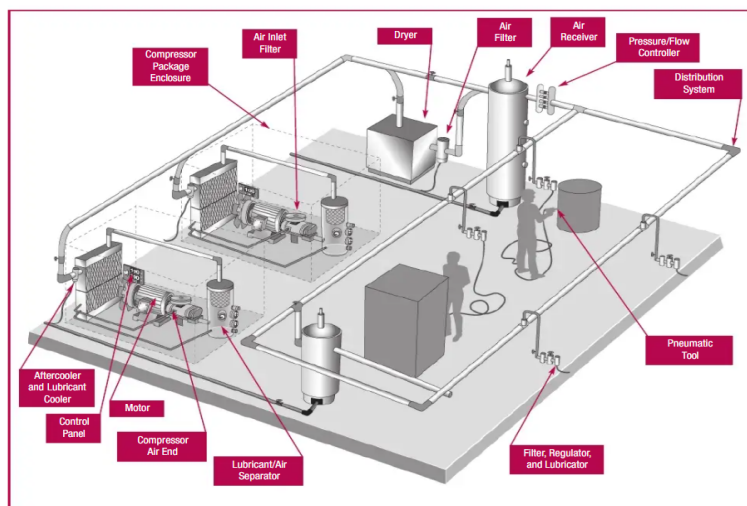 Air Inlet
Filter
Compressor
Package
Enclosure
Dryer
Air
Filter
Air
Receiver
Pressure/Flow
Controller
Distribution
System
Aftercooler
and Lubricant
Cooler
Control
Panel
Motor
Compressor
Air End
Lubricant/Air
Separator
Pneumatic
Tool
Filter, Regulator,
and Lubricator